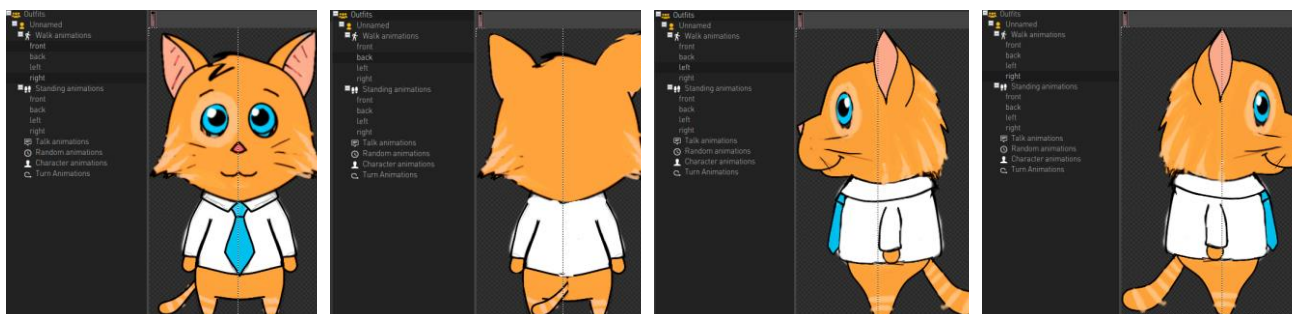 Outfits
Unnamed
Walk animations
front
back
left
right
Standing animations
front
back
left
right
Talk animations
Random animations
Character animations
Turn Animations
Outfits
Unnamed
Walk animations
front
back
left
right
Standing animations
front
back
left
right
Talk animations
Random animations
Character animations
Turn Animations
Outfits
Unnamed
Walk animations
front
back
left
right
Standing animations
front
back
left
right
Talk animations
Random animations
Character animations
Turn Animations
Outfits
Unnamed
Walk animations
front
back
left
right
Standing animations
front
back
left
right
Talk animations
Random animations
Character animations
Turn Animations